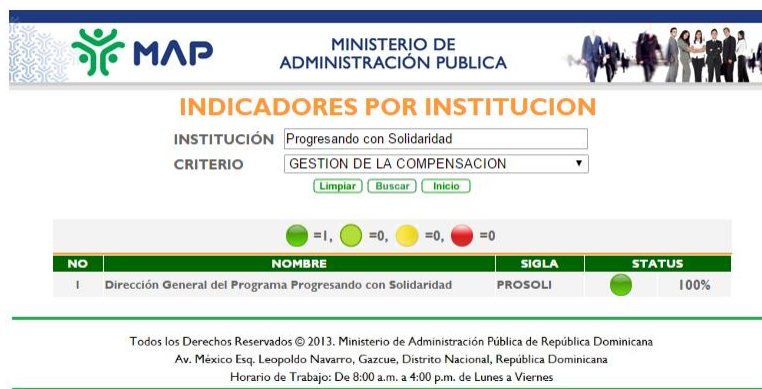 MAP
MINISTERIO DE
ADMINISTRACIÓN PUBLICA
INDICADORES POR INSTITUCION
INSTITUCIÓN Progresando con Solidaridad
CRITERIO GESTION DE LA COMPENSACION
Limpiar Buscar Inicio
=1, =0, =0, =0
NO NOMBRE SIGLA STATUS
1 Dirección General del Programa Progresando con Solidaridad PROSOLI 100%
Todos los Derechos Reservados © 2013. Ministerio de Administración Pública de República Dominicana
Av. México Esq. Leopoldo Navarro, Gazcue, Distrito Nacional, República Dominicana
Horario de Trabajo: De 8:00 a.m. a 4:00 p.m. de Lunes a Viernes